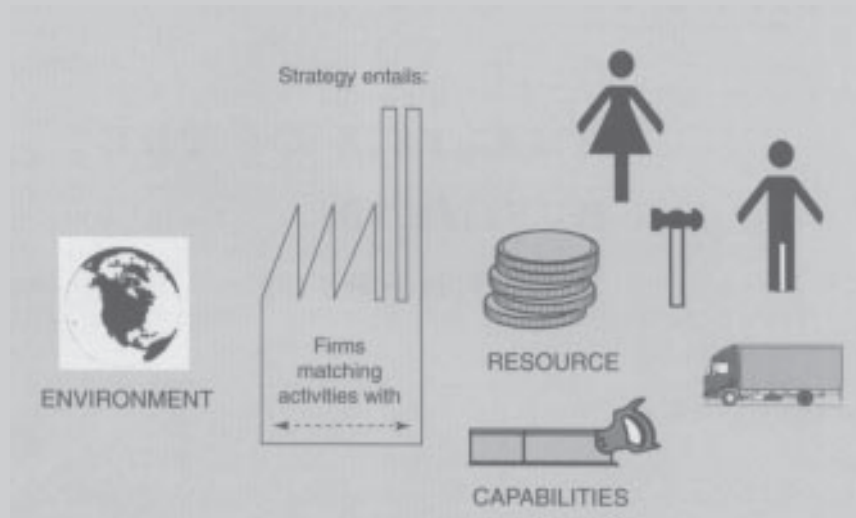 Strategy entails:
Firms
matching
activities with
ENVIRONMENT
RESOURCE
CAPABILITIES